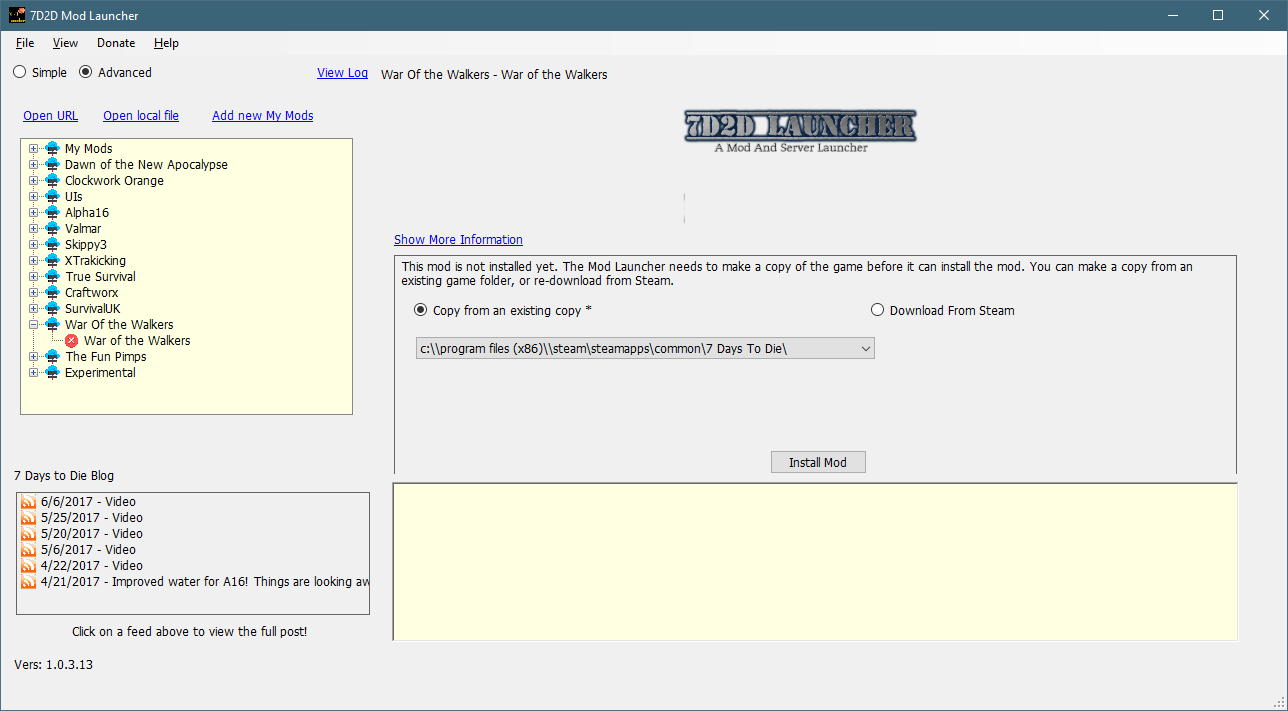 7D2D Mod Launcher
File View Donate Help
Simple Advanced
View Log
War Of the Walkers - War of the Walkers
Open URL Open local file Add new My Mods
My Mods
Dawn of the New Apocalypse
Clockwork Orange
UIs
Alpha16
Valmar
Skippy3
XTrakicking
True Survival
Craftworx
SurvivalUK
War Of the Walkers
War of the Walkers
The Fun Pimps
Experimental
7 Days to Die Blog
6/6/2017 - Video
5/25/2017 - Video
5/20/2017 - Video
5/6/2017 - Video
4/22/2017 - Video
4/21/2017 - Improved water for A16! Things are looking aw
Click on a feed above to view the full post!
Vers: 1.0.3.13
7D2D LAUNCHER
A Mod And Server Launcher
Show More Information
This mod is not installed yet. The Mod Launcher needs to make a copy of the game before it can install the mod. You can make a copy from an
existing game folder, or re-download from Steam.
Copy from an existing copy * Download From Steam
c:\\program files (x86)\\steam\steamapps\common\7 Days To Die\
Install Mod